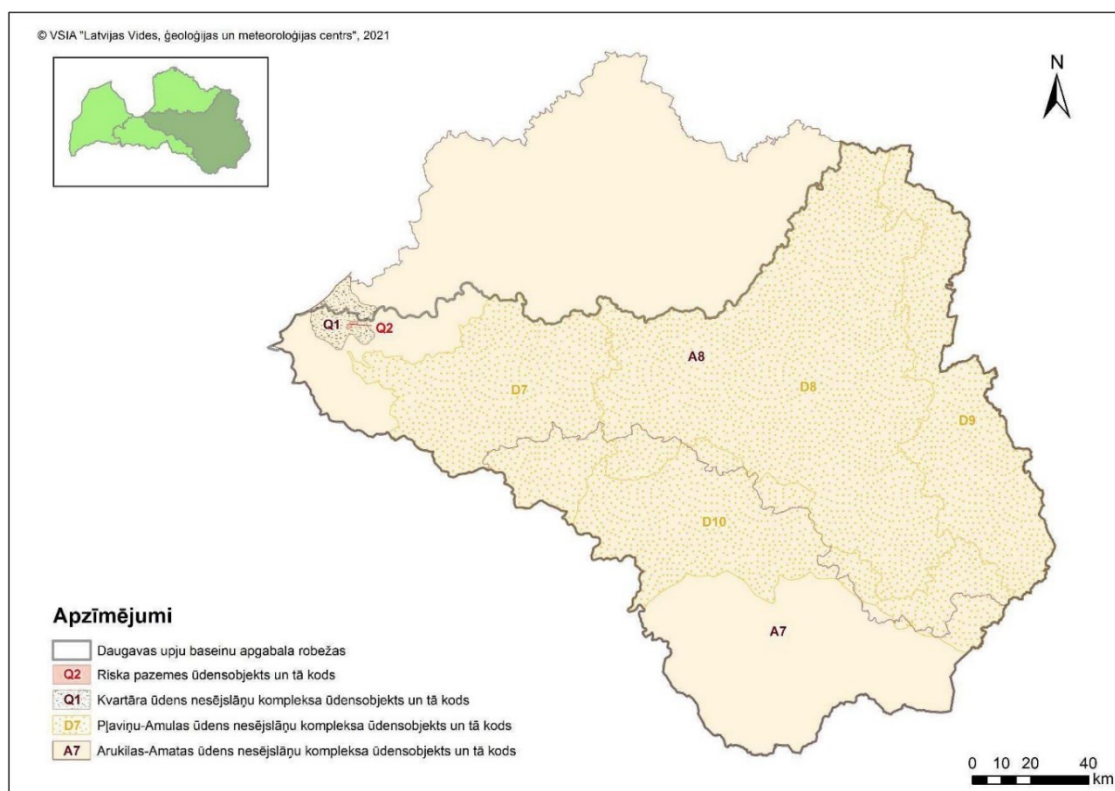 © VSIA "Latvijas Vides, ģeoloģijas un meteoroloģijas centrs", 2021
N
Q1
Q2
A8
D7
D8
D9
D10
A7
Apzīmējumi
Daugavas upju baseinu apgabala robežas
Q2 Riska pazemes ūdensobjekts un tā kods
Q1 Kvartāra ūdens nesējslāņu kompleksa ūdensobjekts un tā kods
D7 Pļaviņu-Amulas ūdens nesējslāņu kompleksa ūdensobjekts un tā kods
A7 Arukilas-Amatas ūdens nesējslāņu kompleksa ūdensobjekts un tā kods
0 10 20 40
km